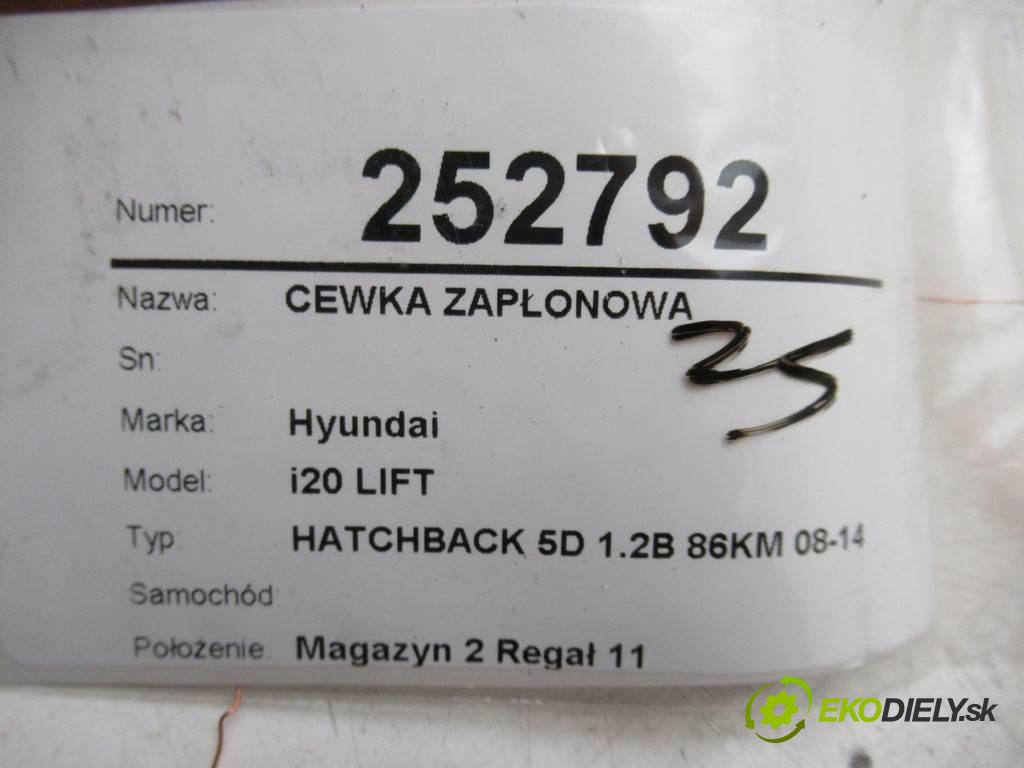 Numer: 252792
Nazwa: CEWKA ZAPŁONOWA
25
Sn:
Marka: Hyundai
Model: i20 LIFT
Typ: HATCHBACK 5D 1.2B 86KM 08-14
Samochód:
Położenie: Magazyn 2 Regał 11
EKODIELY.sk